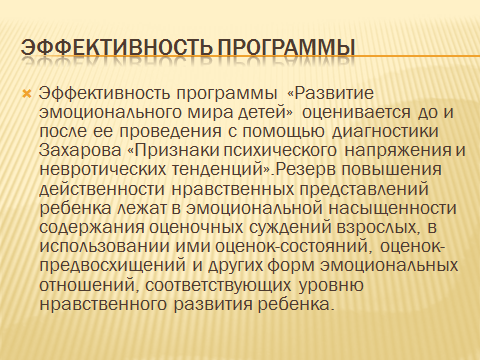 ЭФФЕКТИВНОСТЬ ПРОГРАММЫ
Эффективность программы «Развитие
эмоционального мира детей» оценивается до и
после ее проведения с помощью диагностики
Захарова «Признаки психического напряжения и
невротических тенденций».Резерв повышения
действенности нравственных представлений
ребенка лежат в эмоциональной насыщенности
содержания оценочных суждений взрослых, в
использовании ими оценок-состояний, оценок-
предвосхищений и других форм эмоциональных
отношений, соответствующих уровню
нравственного развития ребенка.